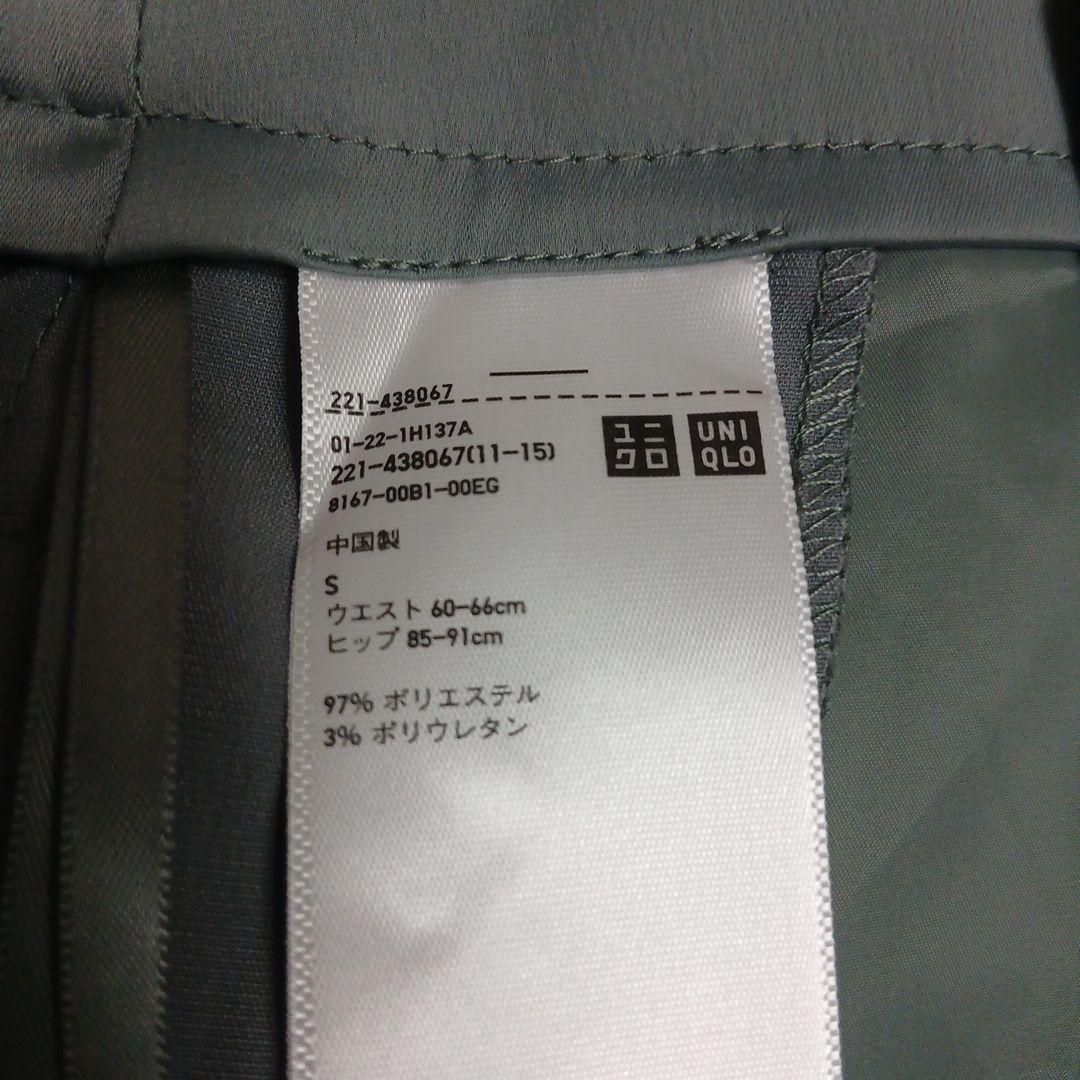 221-438067
01-22-1H137A
221-438067(11-15)
8167-00B1-00EG
ユニ
クロ
UNI
QLO
中国製
S
ウエスト 60-66cm
ヒップ 85-91cm
97% ポリエステル
3% ポリウレタン